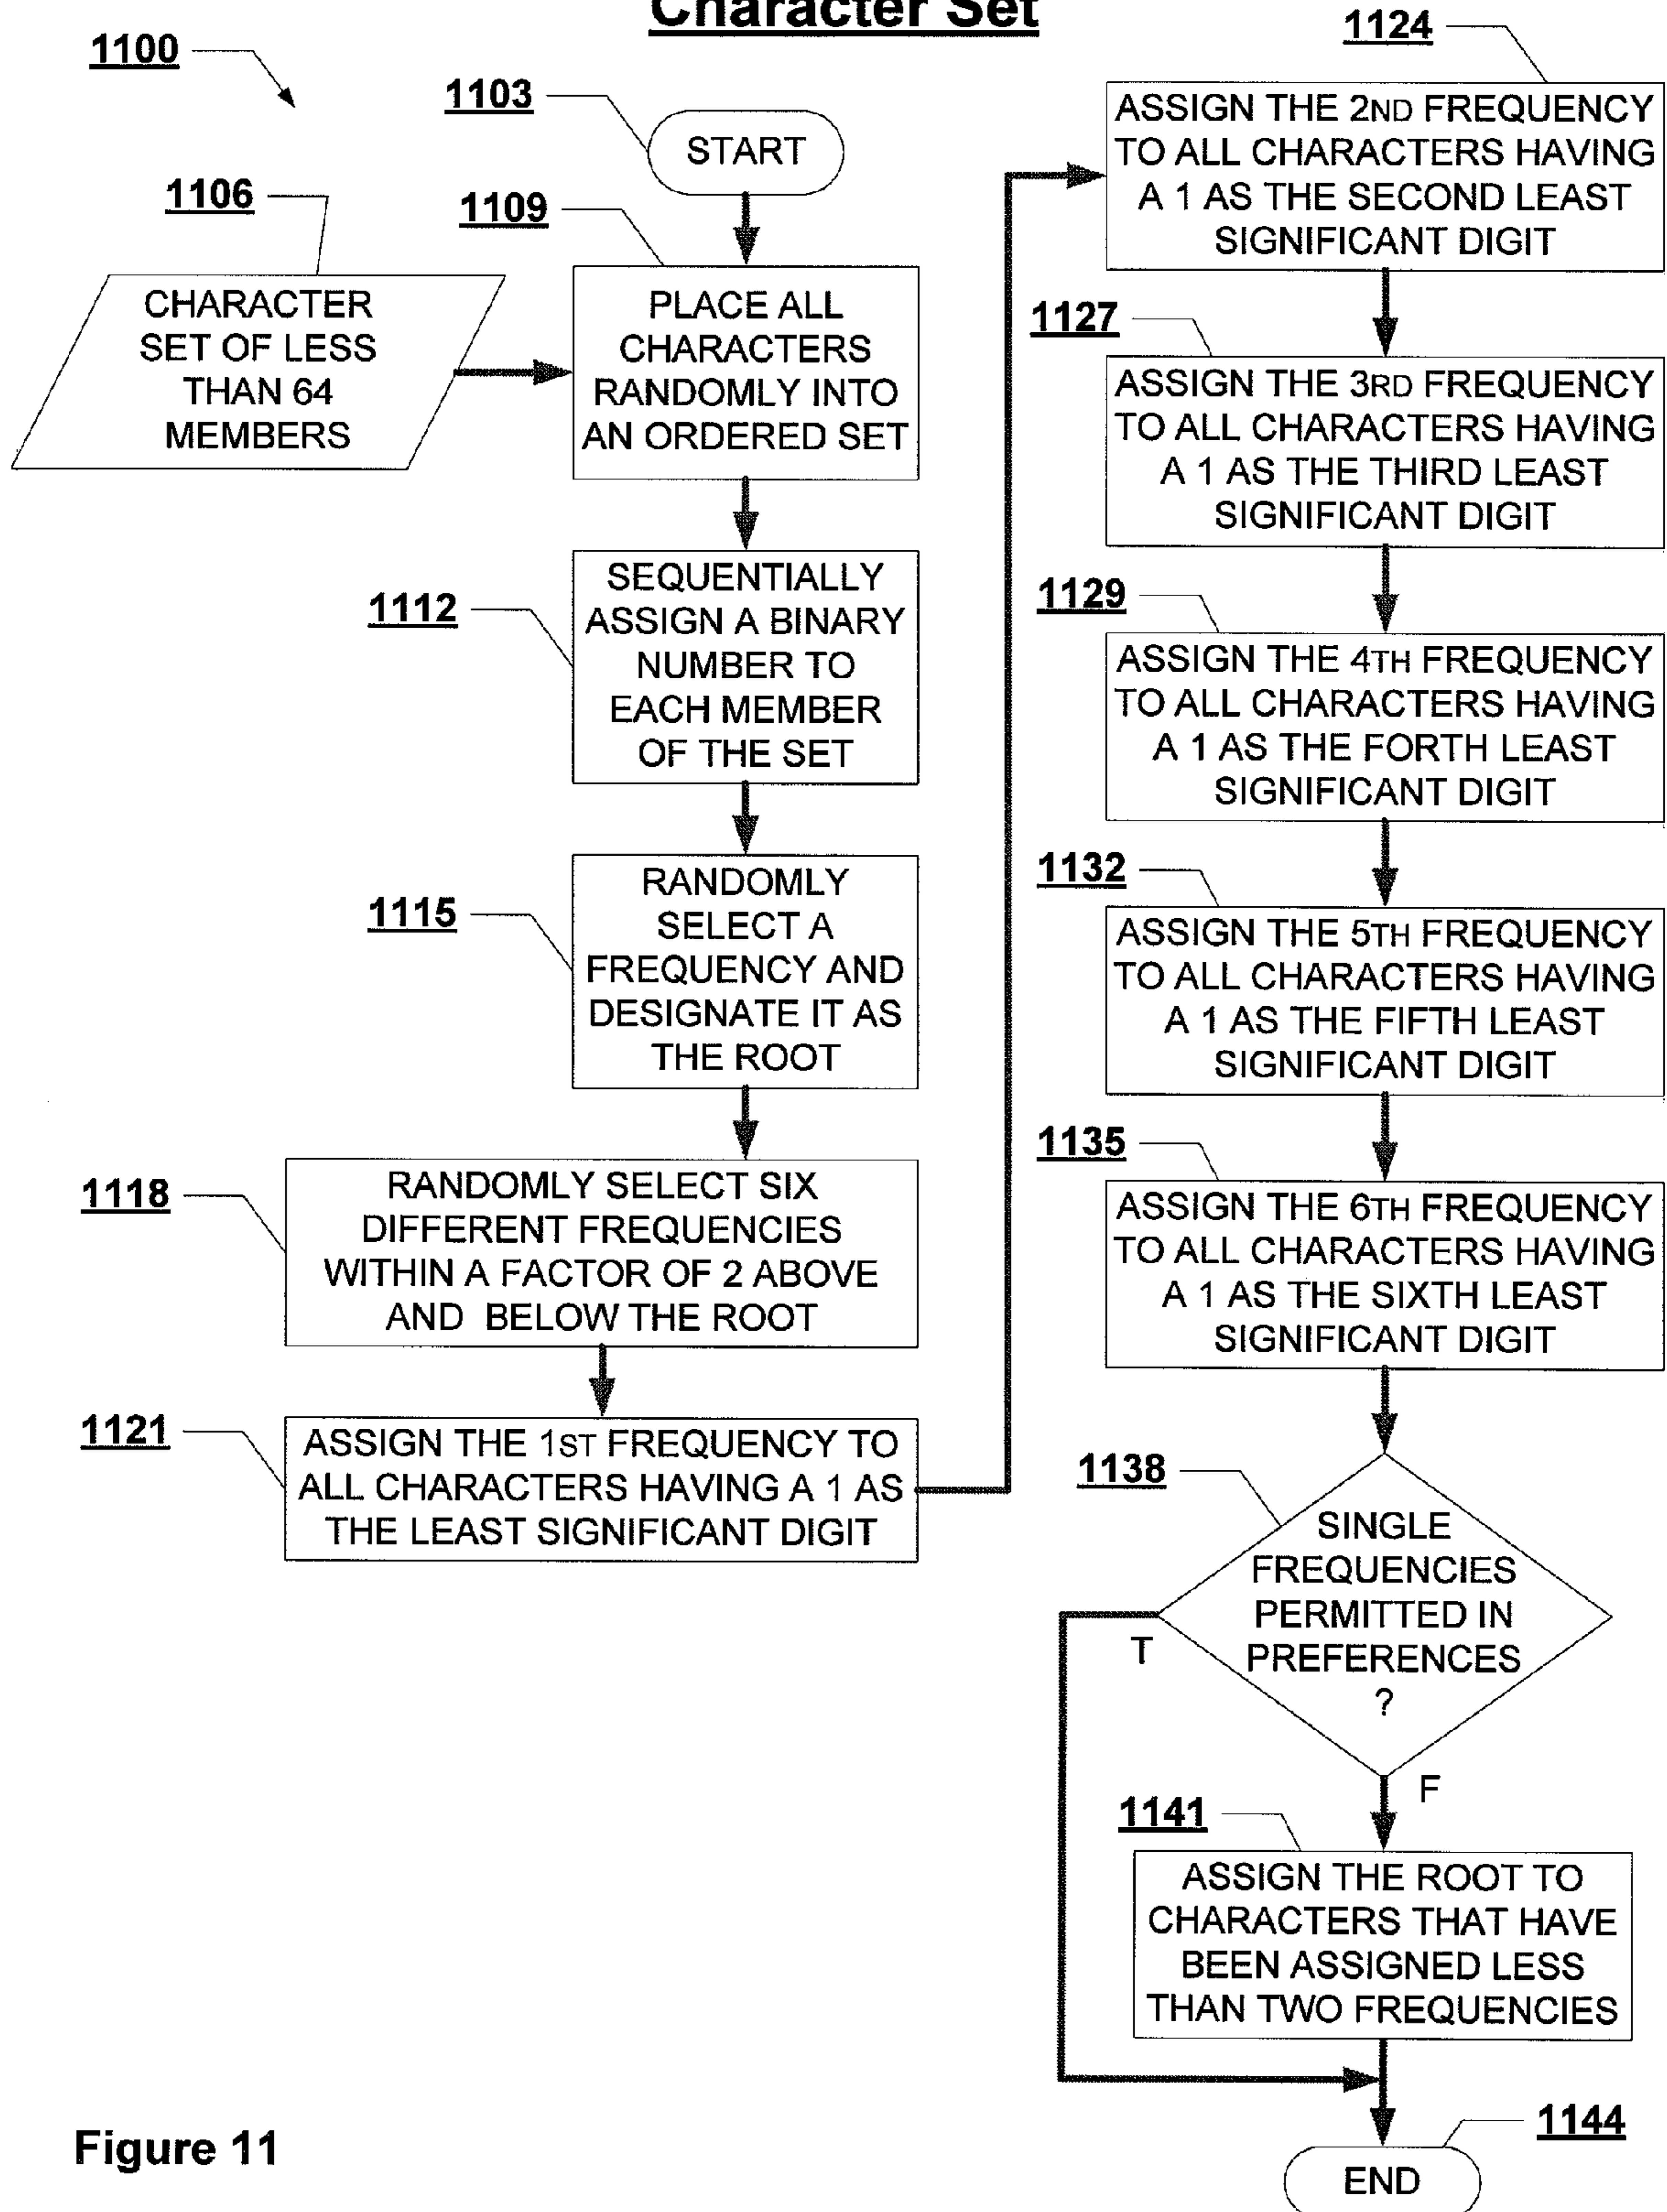 Character Set
1100
1103
START
1106
CHARACTER
SET OF LESS
THAN 64
MEMBERS
1109
PLACE ALL
CHARACTERS
RANDOMLY INTO
AN ORDERED SET
1112
SEQUENTIALLY
ASSIGN A BINARY
NUMBER TO
EACH MEMBER
OF THE SET
1115
RANDOMLY
SELECT A
FREQUENCY AND
DESIGNATE IT AS
THE ROOT
1118
RANDOMLY SELECT SIX
DIFFERENT FREQUENCIES
WITHIN A FACTOR OF 2 ABOVE
AND BELOW THE ROOT
1121
ASSIGN THE 1ST FREQUENCY TO
ALL CHARACTERS HAVING A 1 AS
THE LEAST SIGNIFICANT DIGIT
1124
ASSIGN THE 2ND FREQUENCY
TO ALL CHARACTERS HAVING
A 1 AS THE SECOND LEAST
SIGNIFICANT DIGIT
1127
ASSIGN THE 3RD FREQUENCY
TO ALL CHARACTERS HAVING
A 1 AS THE THIRD LEAST
SIGNIFICANT DIGIT
1129
ASSIGN THE 4TH FREQUENCY
TO ALL CHARACTERS HAVING
A 1 AS THE FORTH LEAST
SIGNIFICANT DIGIT
1132
ASSIGN THE 5TH FREQUENCY
TO ALL CHARACTERS HAVING
A 1 AS THE FIFTH LEAST
SIGNIFICANT DIGIT
1135
ASSIGN THE 6TH FREQUENCY
TO ALL CHARACTERS HAVING
A 1 AS THE SIXTH LEAST
SIGNIFICANT DIGIT
1138
SINGLE
FREQUENCIES
PERMITTED IN
PREFERENCES
?
T
F
1141
ASSIGN THE ROOT TO
CHARACTERS THAT HAVE
BEEN ASSIGNED LESS
THAN TWO FREQUENCIES
1144
END
Figure 11